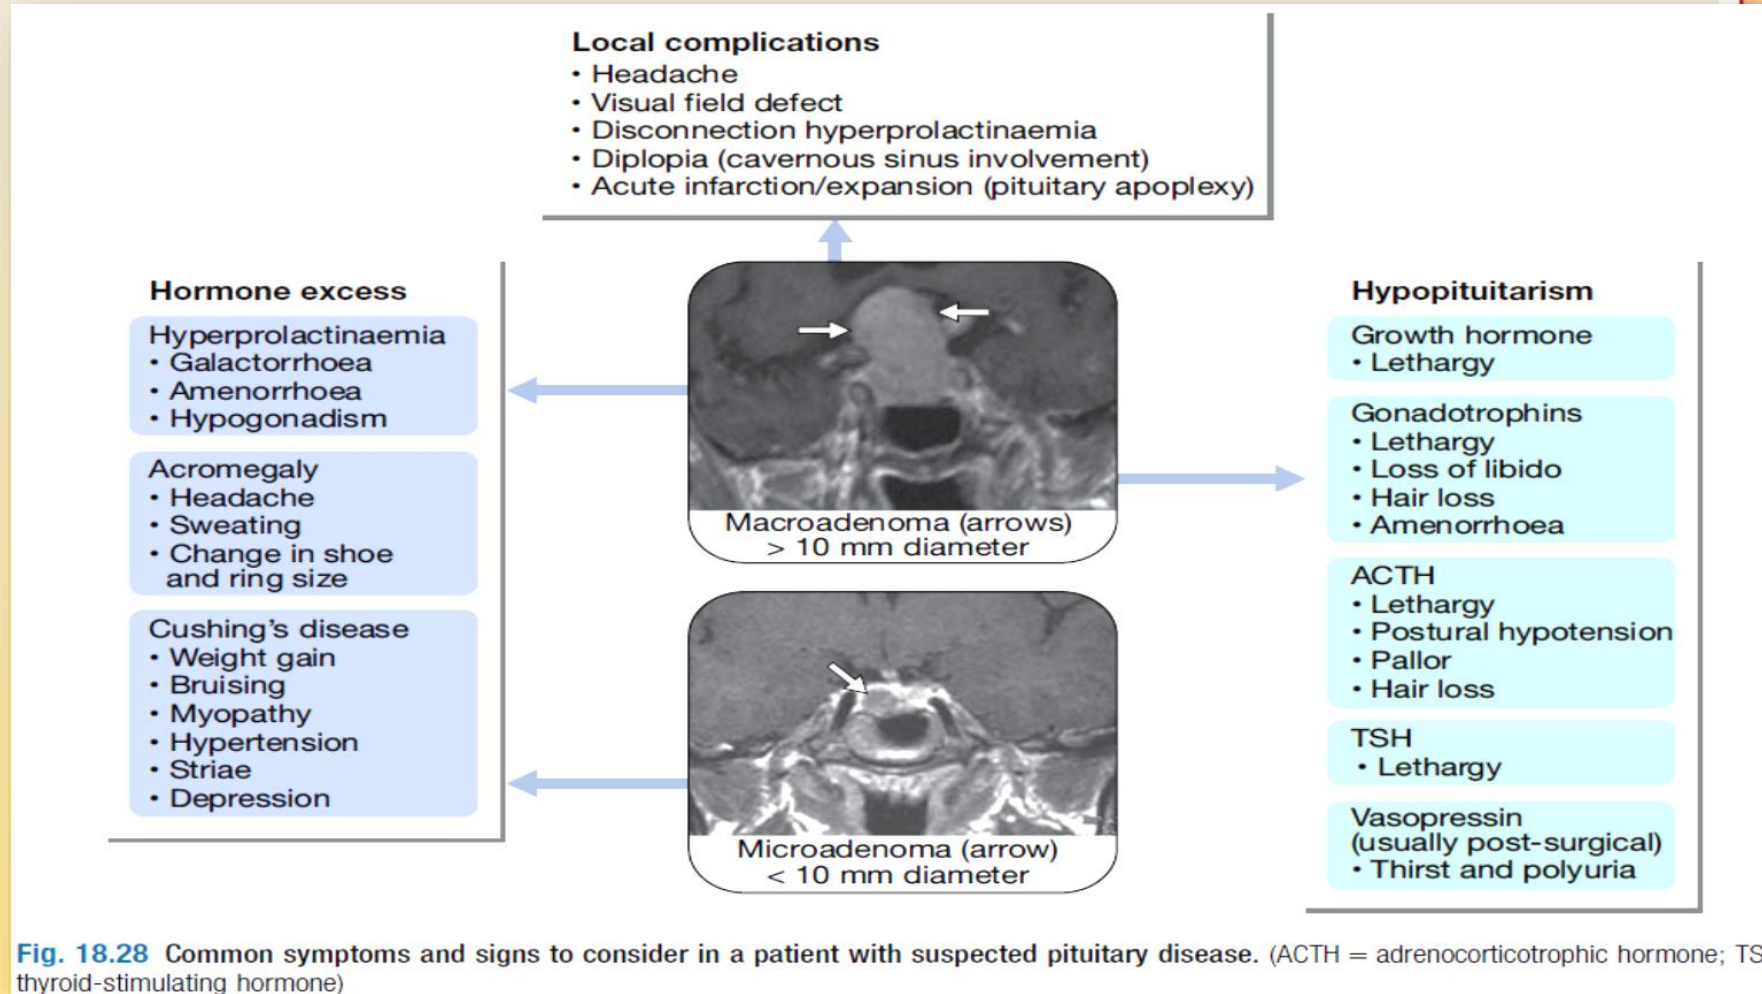 Local complications
• Headache
• Visual field defect
• Disconnection hyperprolactinaemia
• Diplopia (cavernous sinus involvement)
• Acute infarction/expansion (pituitary apoplexy)
Hormone excess
Hyperprolactinaemia
• Galactorrhoea
• Amenorrhoea
• Hypogonadism
Acromegaly
• Headache
• Sweating
• Change in shoe
and ring size
Cushing’s disease
• Weight gain
• Bruising
• Myopathy
• Hypertension
• Striae
• Depression
Macroadenoma (arrows)
> 10 mm diameter
Microadenoma (arrow)
< 10 mm diameter
Hypopituitarism
Growth hormone
• Lethargy
Gonadotrophins
• Lethargy
• Loss of libido
• Hair loss
• Amenorrhoea
ACTH
• Lethargy
• Postural hypotension
• Pallor
• Hair loss
TSH
• Lethargy
Vasopressin
(usually post-surgical)
• Thirst and polyuria
Fig. 18.28 Common symptoms and signs to consider in a patient with suspected pituitary disease. (ACTH = adrenocorticotrophic hormone; TS
thyroid-stimulating hormone)